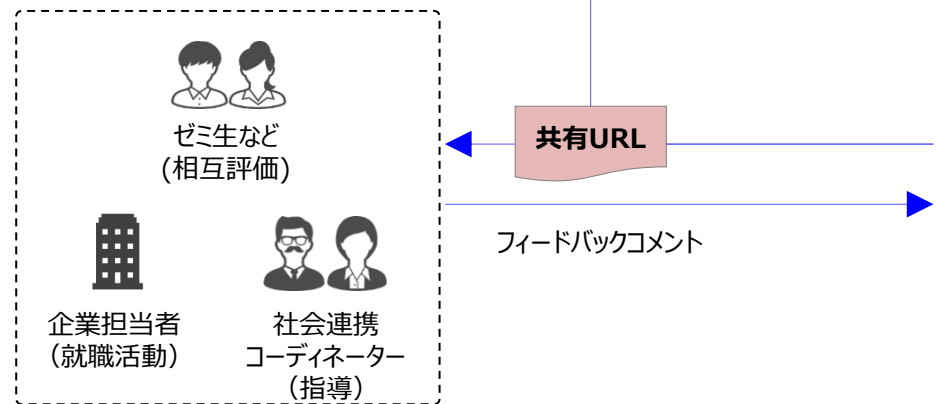 ゼミ生など
(相互評価)
共有URL
フィードバックコメント
企業担当者
（就職活動）
社会連携
コーディネーター
（指導）